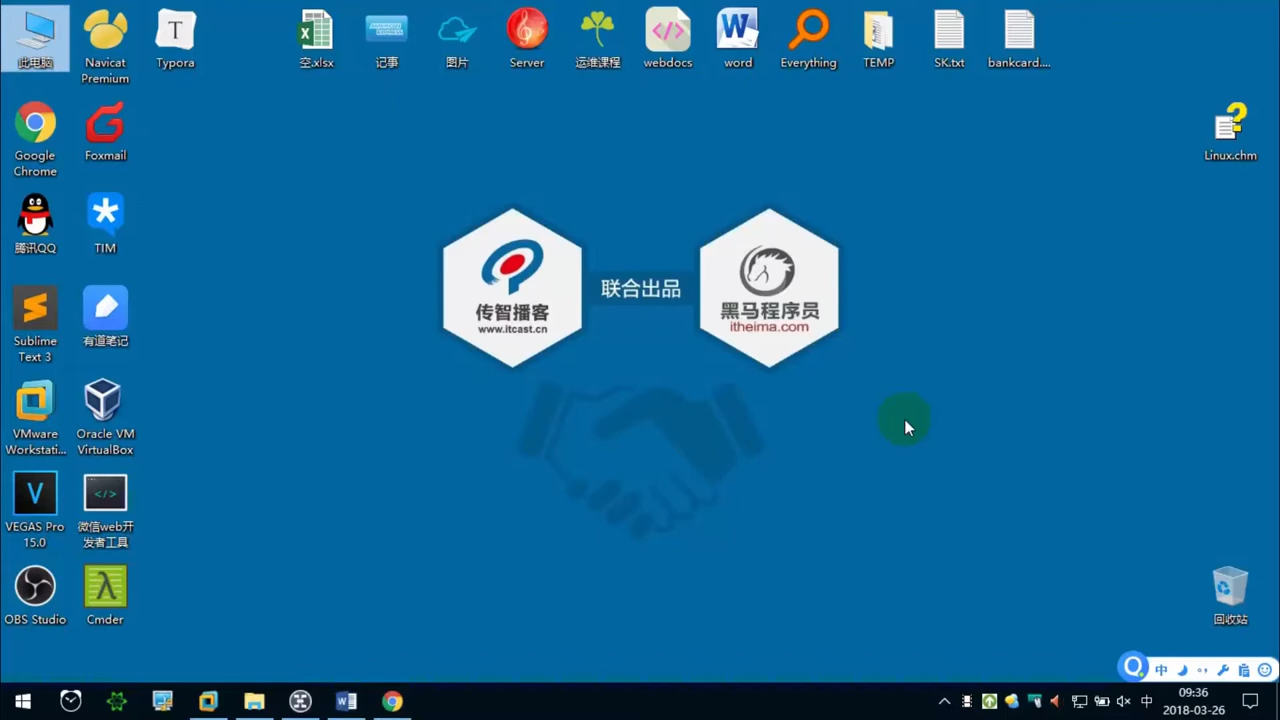 此电脑
Navicat
Premium
Typora
空.xlsx
记事
图片
Server
运维课程
webdocs
word
Everything
TEMP
SK.txt
bankcard....
Google
Chrome
Foxmail
Linux.chm
腾讯QQ
TIM
传智播客
www.itcast.cn
联合出品
黑马程序员
itheima.com
Sublime
Text 3
有道笔记
VMware
Workstati...
Oracle VM
VirtualBox
VEGAS Pro
15.0
微信web开
发者工具
OBS Studio
Cmder
回收站
中
中
09:36
2018-03-26